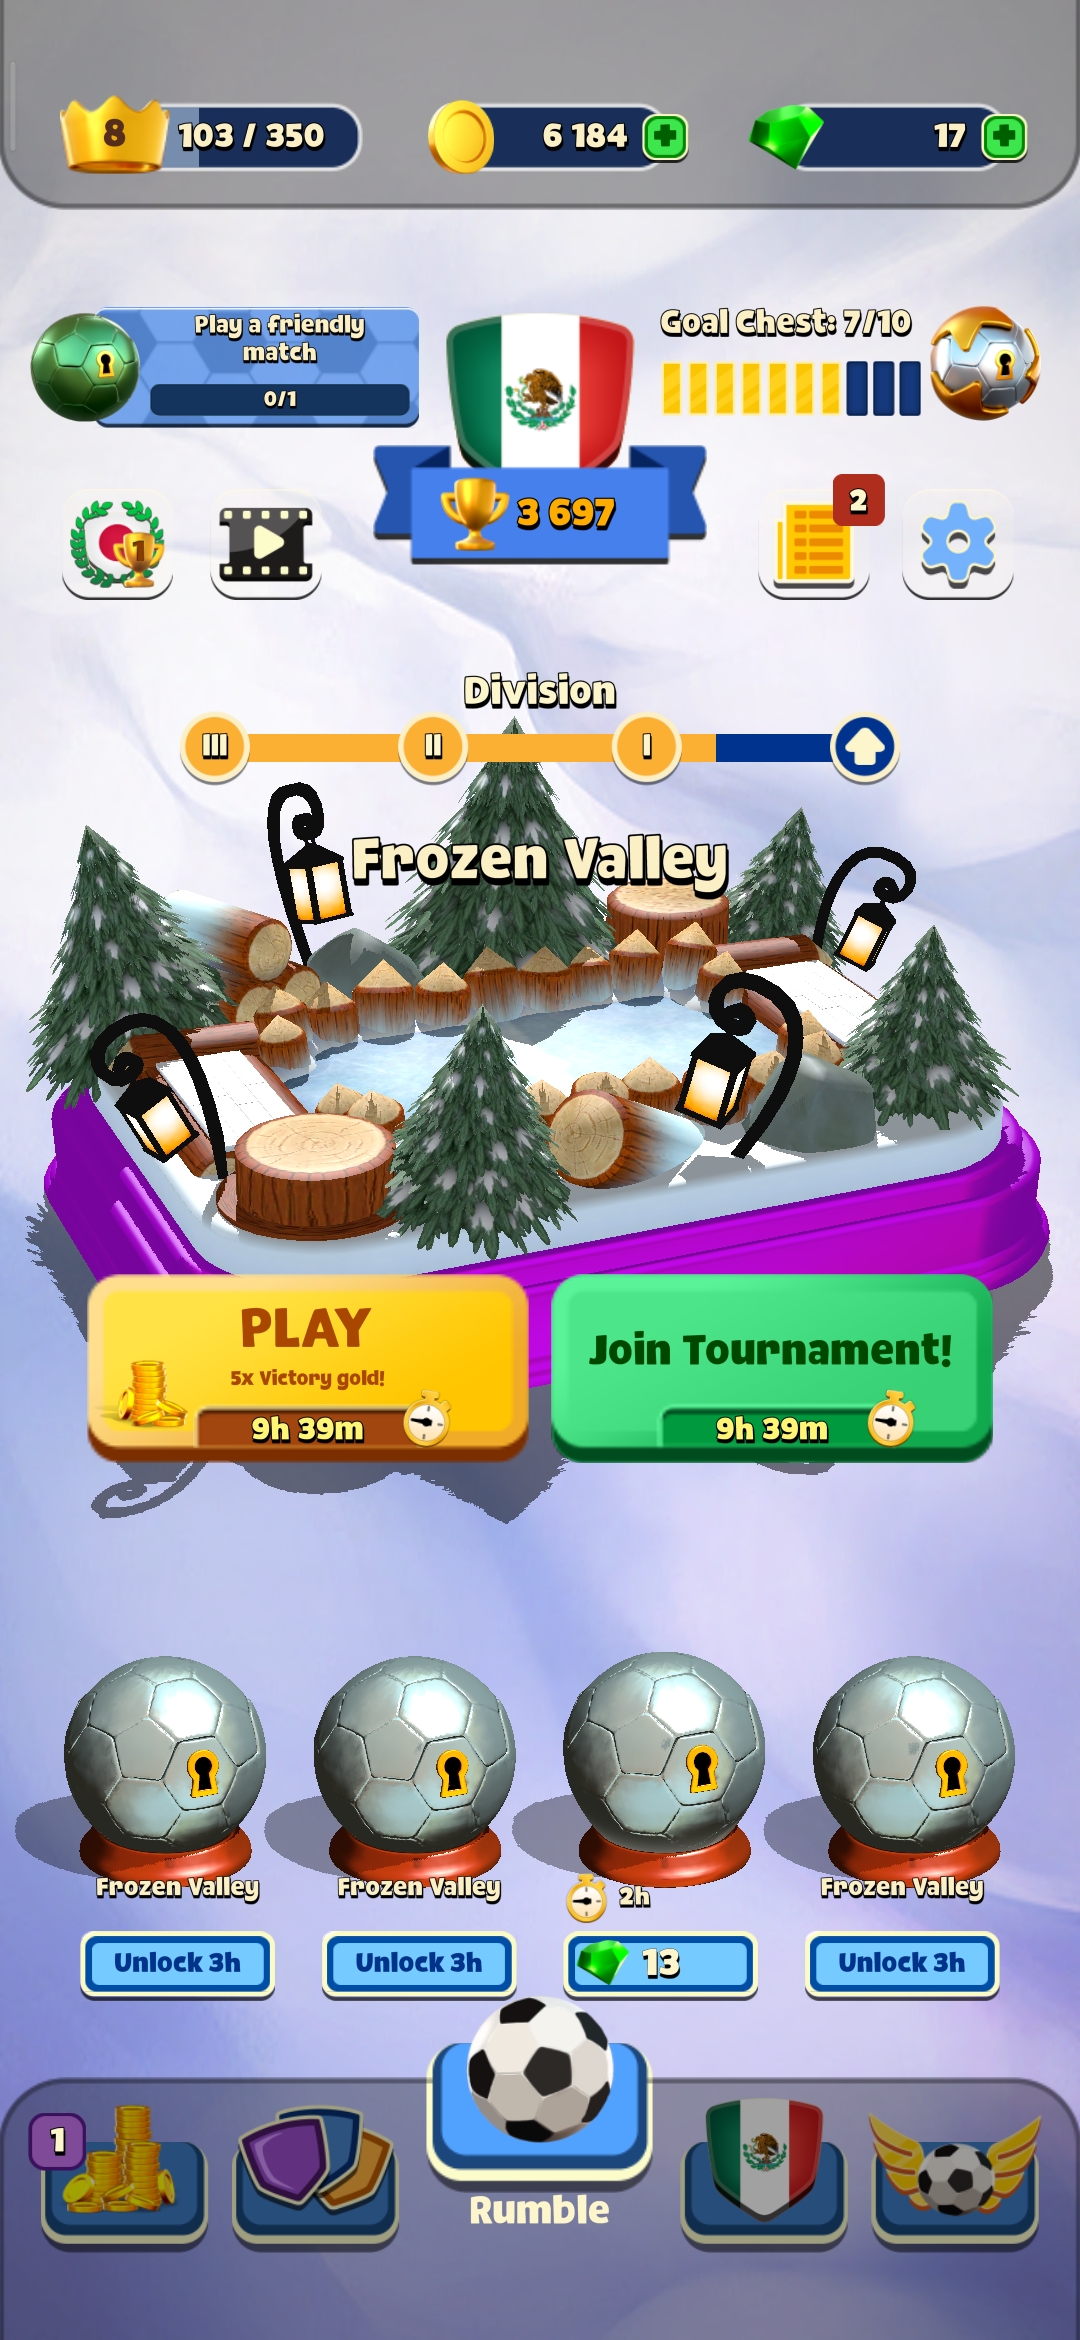 8
103 / 350
6 184
17
Play a friendly
match
0/1
Goal Chest: 7/10
3 697
1
2
Division
III
II
I
Frozen Valley
PLAY
5x Victory gold!
9h 39m
Join Tournament!
9h 39m
Frozen Valley
Frozen Valley
2h
Frozen Valley
Unlock 3h
Unlock 3h
13
Unlock 3h
1
Rumble